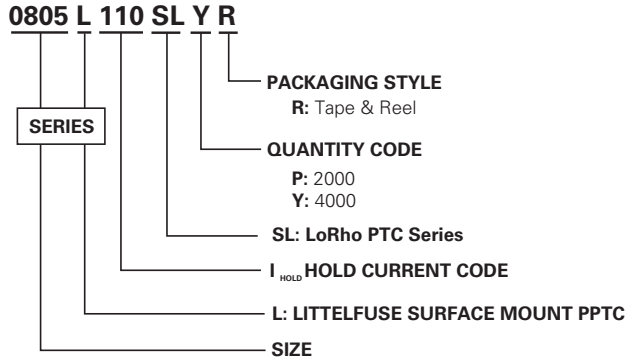 0805 L 110 SL Y R
PACKAGING STYLE
R: Tape & Reel
SERIES
QUANTITY CODE
P: 2000
Y: 4000
SL: LoRho PTC Series
I HOLD HOLD CURRENT CODE
L: LITTELFUSE SURFACE MOUNT PPTC
SIZE